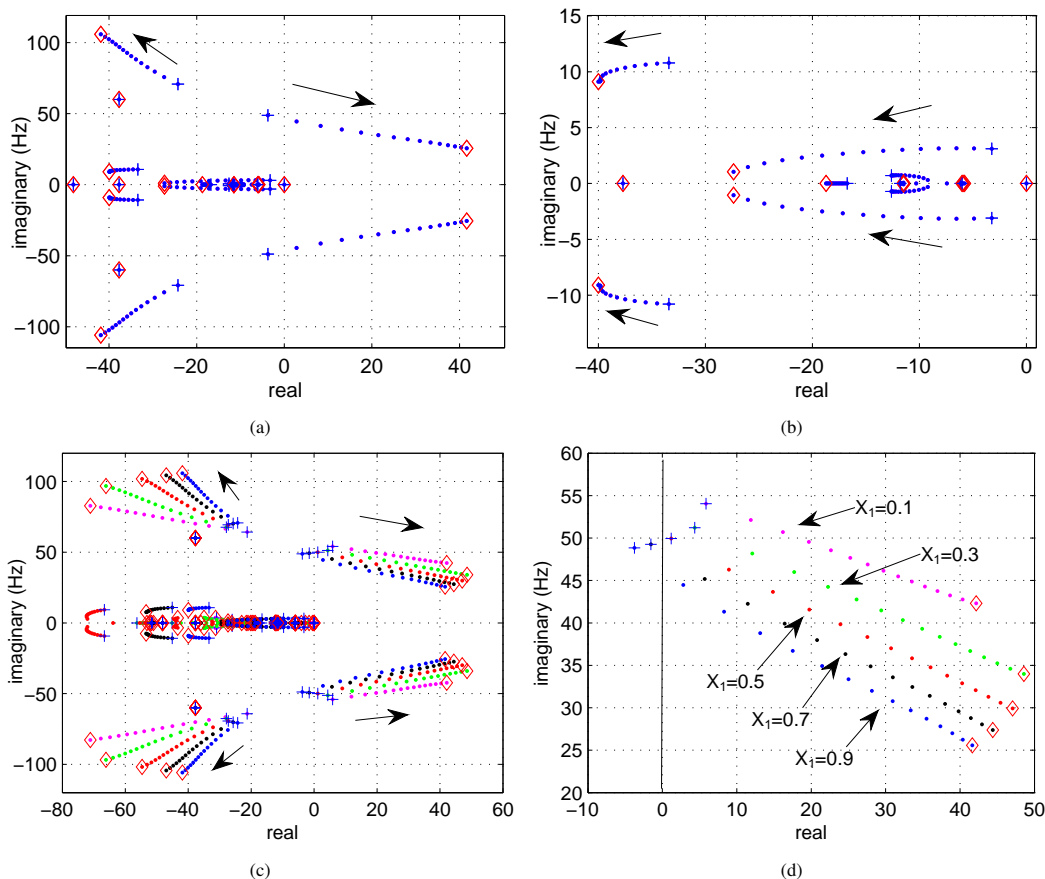 100
50
0
−50
−100
imaginary (Hz)
−40 −20 0 20 40
real
(a)
15
10
5
0
−5
−10
imaginary (Hz)
−40 −30 −20 −10 0
real
(b)
100
50
0
−50
−100
imaginary (Hz)
−80 −60 −40 −20 0 20 40 60
real
(c)
60
55
50
45
40
35
30
25
20
imaginary (Hz)
X1=0.1
X1=0.3
X1=0.5
X1=0.7
X1=0.9
−10 0 10 20 30 40 50
real
(d)